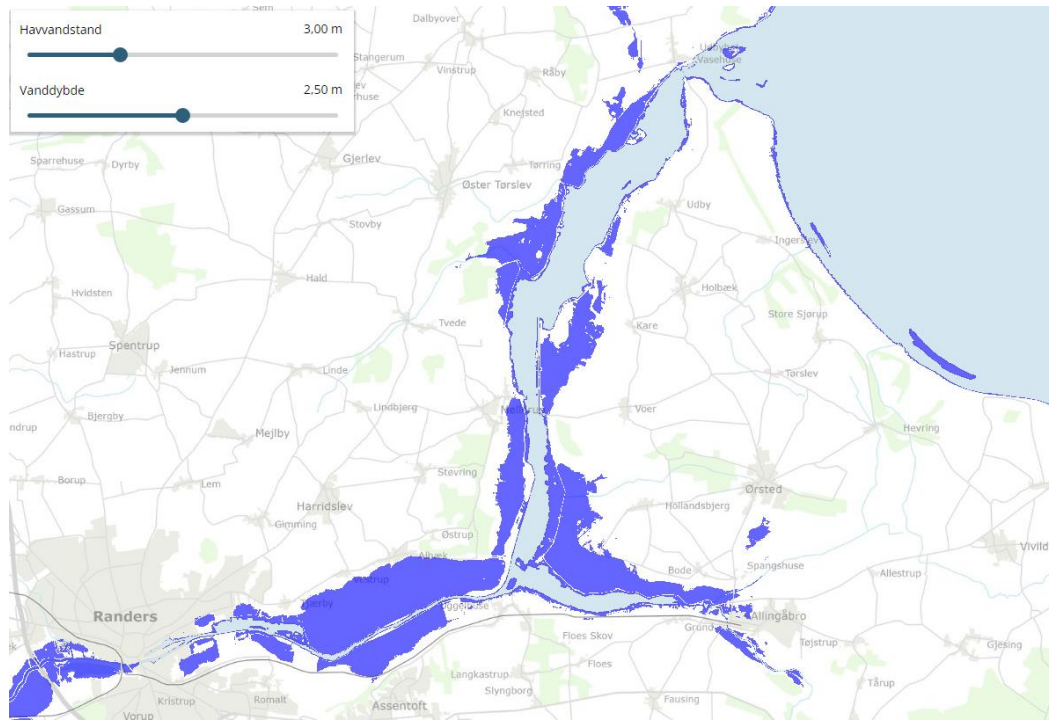 Havvandstand 3,00 m
Vanddybde 2,50 m
Sem
Dalbyover
Stangerum
Vinstrup
Råby
Knejsted
Udbyhøj
Vasehuse
Sparrehuse
Dyrby
Gjerlev
Tørring
Øster Tørslev
Gassum
Stovby
Udby
Ingerslev
Hald
Hvidsten
Holbæk
Store Sjørup
Tvede
Kare
Spentrup
Hastrup
Jennum
Linde
Tørslev
Lindbjerg
Voer
Bjergby
Mejlby
Hevring
Stevring
Borup
Lem
Ørsted
Harridslev
Hollandsbjerg
Gimming
Østrup
Vivild
Albæk
Bode
Spangshuse
Allestrup
Vestrup
Randers
Allingåbro
Floes Skov
Tøjstrup
Gjesing
Floes
Langkastrup
Slyngborg
Tårup
Kristrup
Romalt
Assentoft
Fausing
Vorup